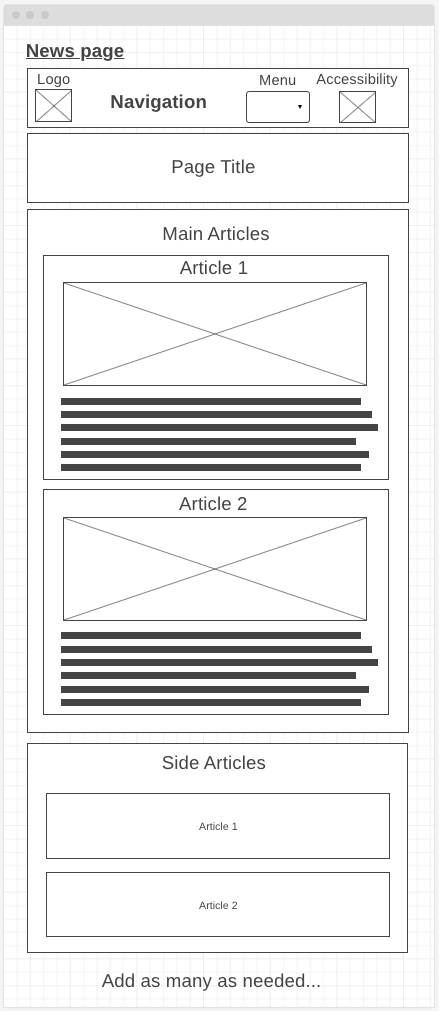 News page
Logo
Navigation
Menu
Accessibility
Page Title
Main Articles
Article 1
Article 2
Side Articles
Article 1
Article 2
Add as many as needed...